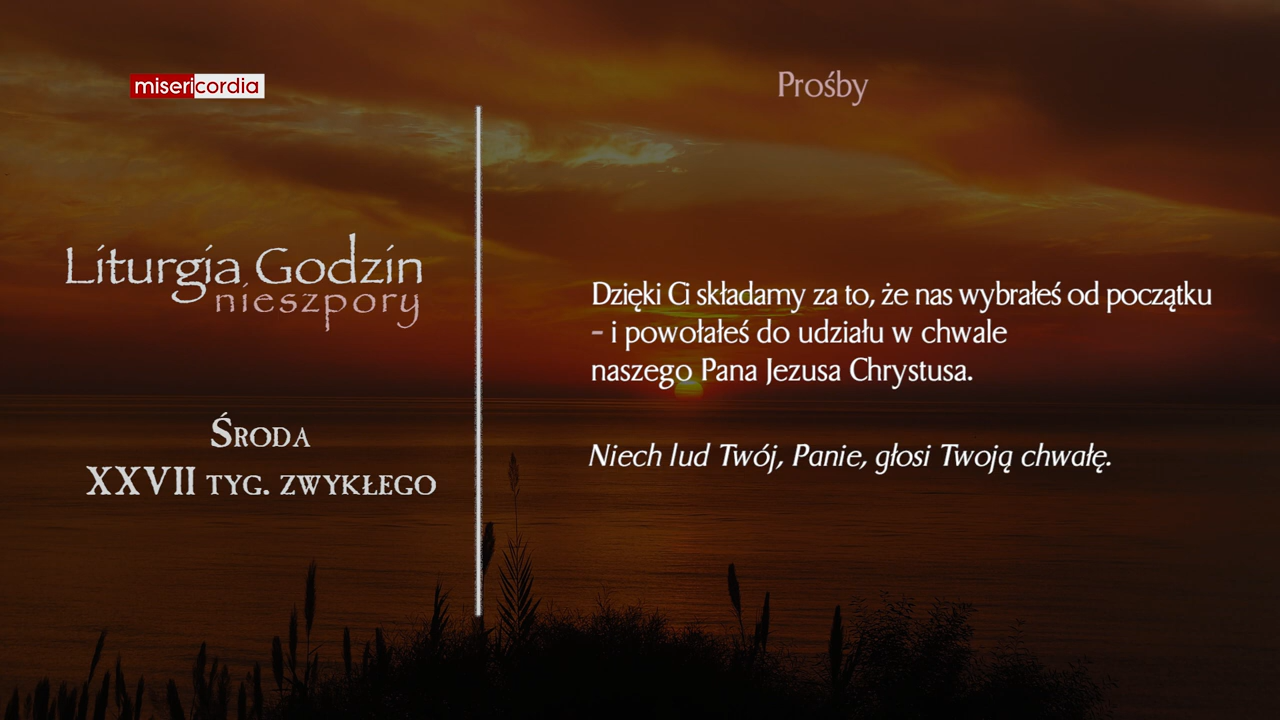 misericordia
Prośby
Liturgia Godzin
nieszpory
Środa
XXVII tyg. zwykłego
Dzięki Ci składamy za to, że nas wybrałeś od początku
– i powołałeś do udziału w chwale
naszego Pana Jezusa Chrystusa.
Niech lud Twój, Panie, głosi Twoją chwałę.